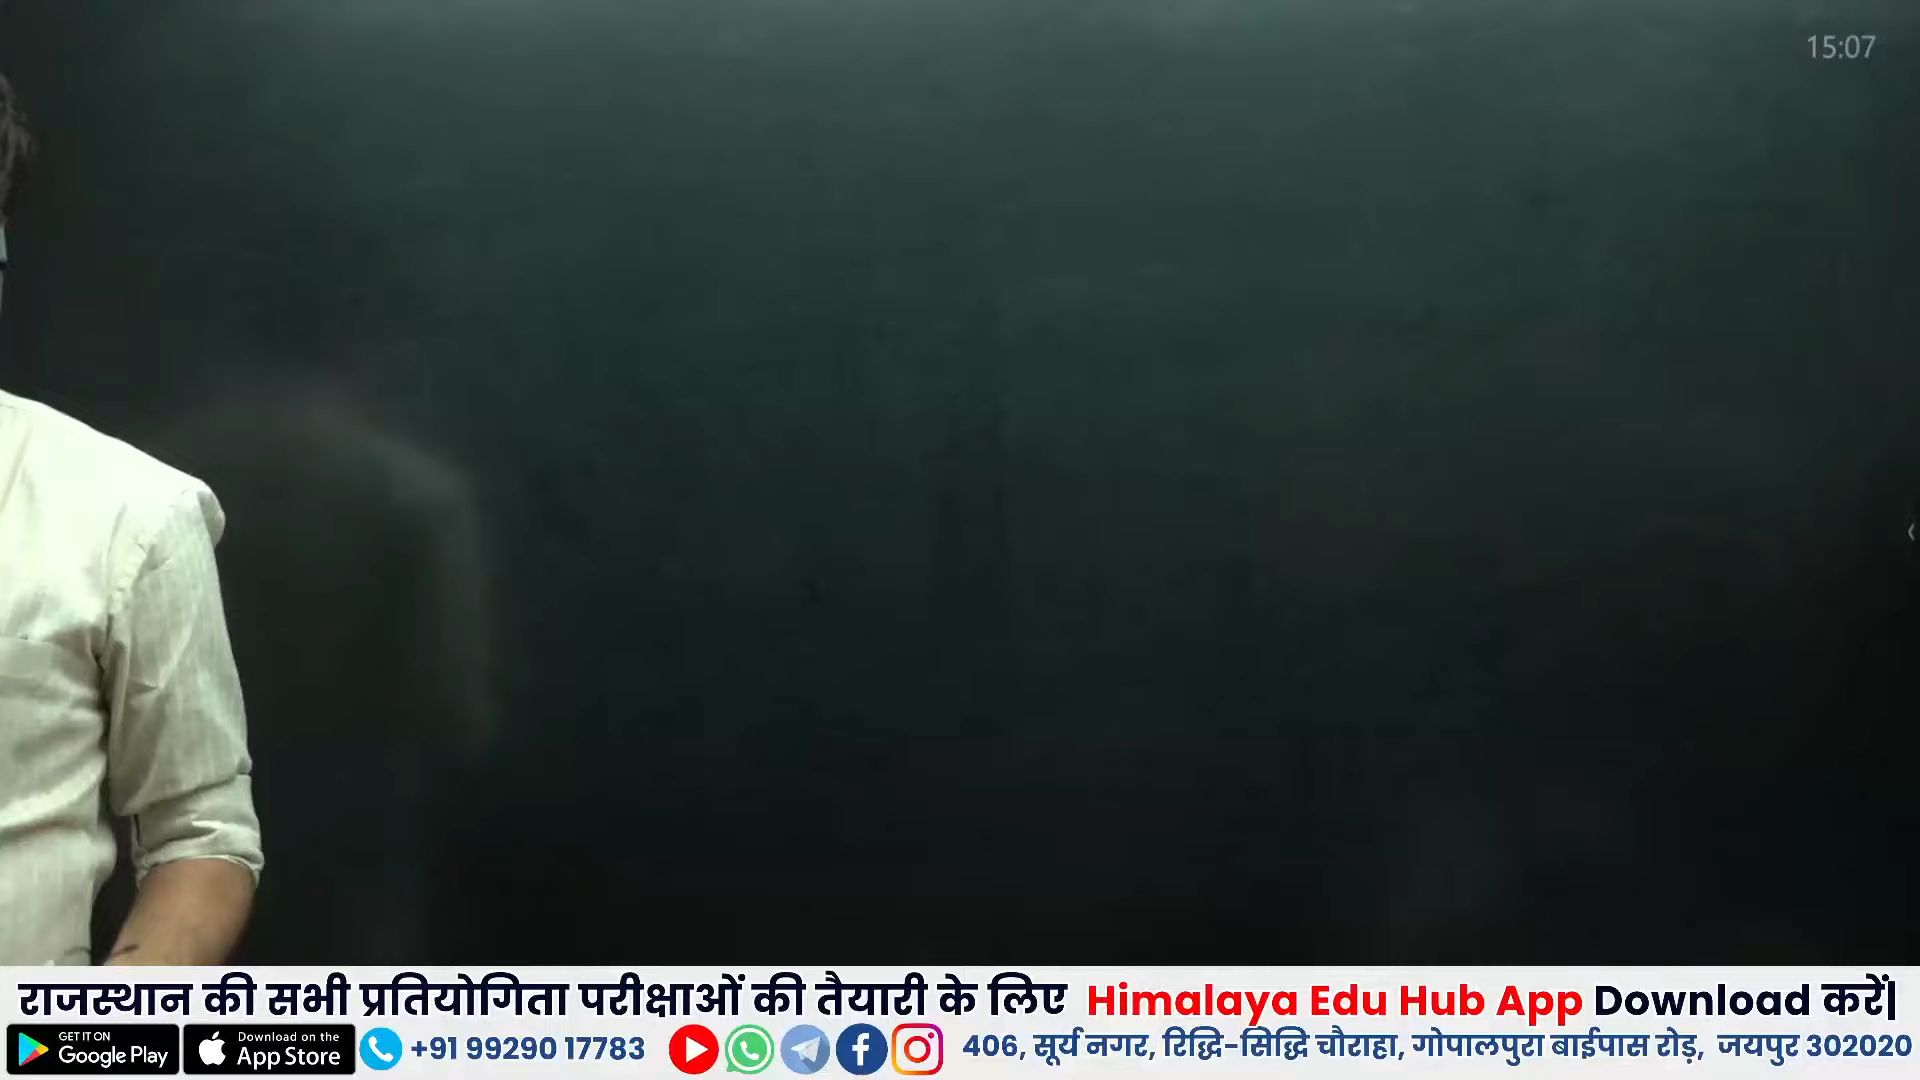 15:07
राजस्थान की सभी प्रतियोगिता परीक्षाओं की तैयारी के लिए Himalaya Edu Hub App Download करें|
GET IT ON
Google Play
Download on the
App Store
+91 99290 17783
406, सूर्य नगर, रिद्धि-सिद्धि चौराहा, गोपालपुरा बाईपास रोड़, जयपुर 302020